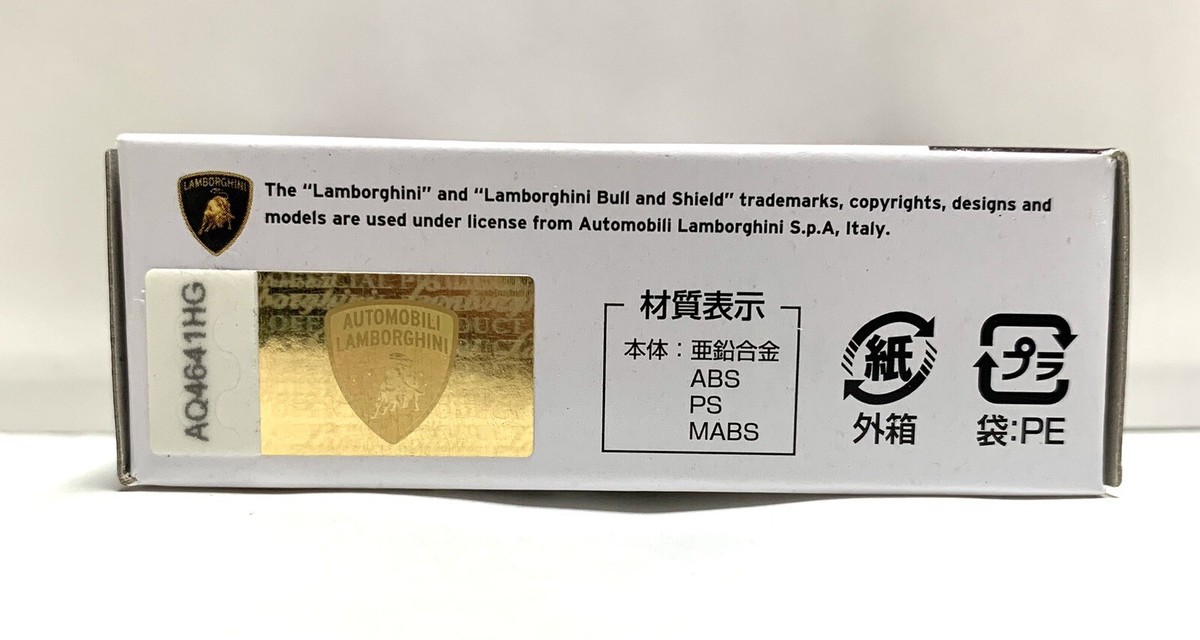 LAMBORGHINI
The “Lamborghini” and “Lamborghini Bull and Shield” trademarks, copyrights, designs and
models are used under license from Automobili Lamborghini S.p.A, Italy.
AQ4641HG
AUTOMOBILI
LAMBORGHINI
材質表示
本体：亜鉛合金
ABS
PS
MABS
紙
外箱
プラ
袋:PE